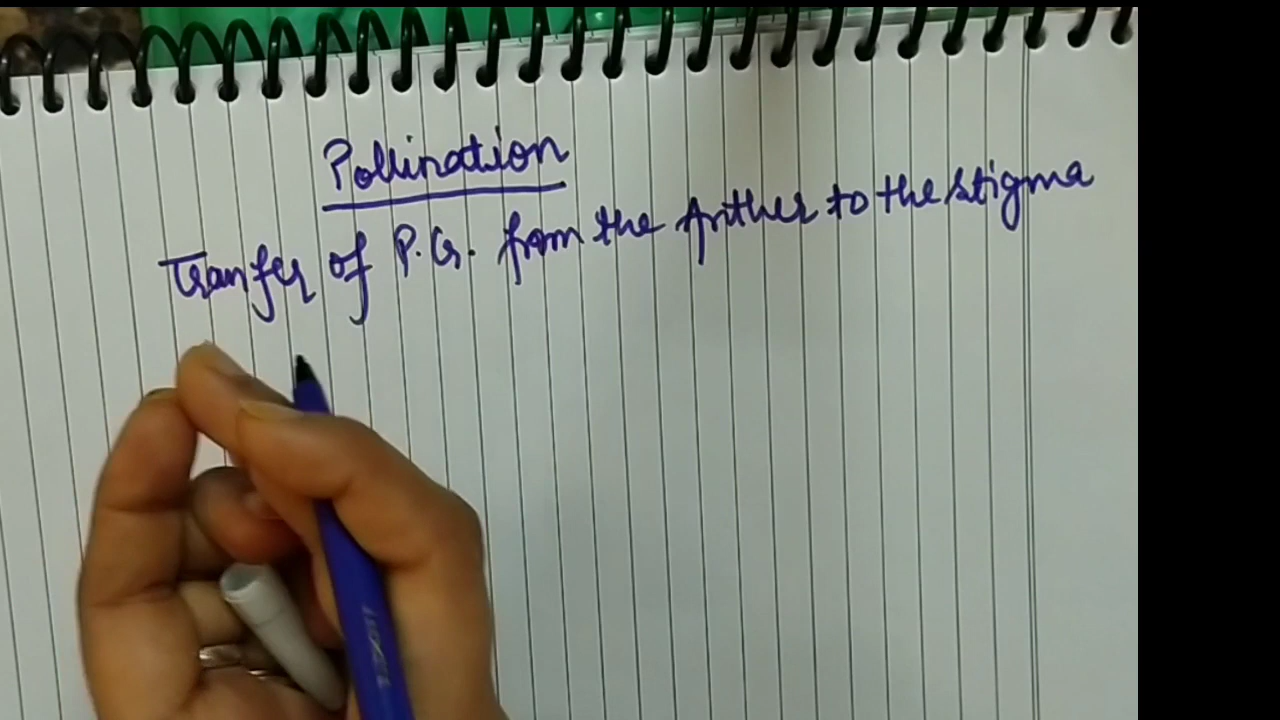 Pollination
Tranfer of P.G. from the Anther to the stigma